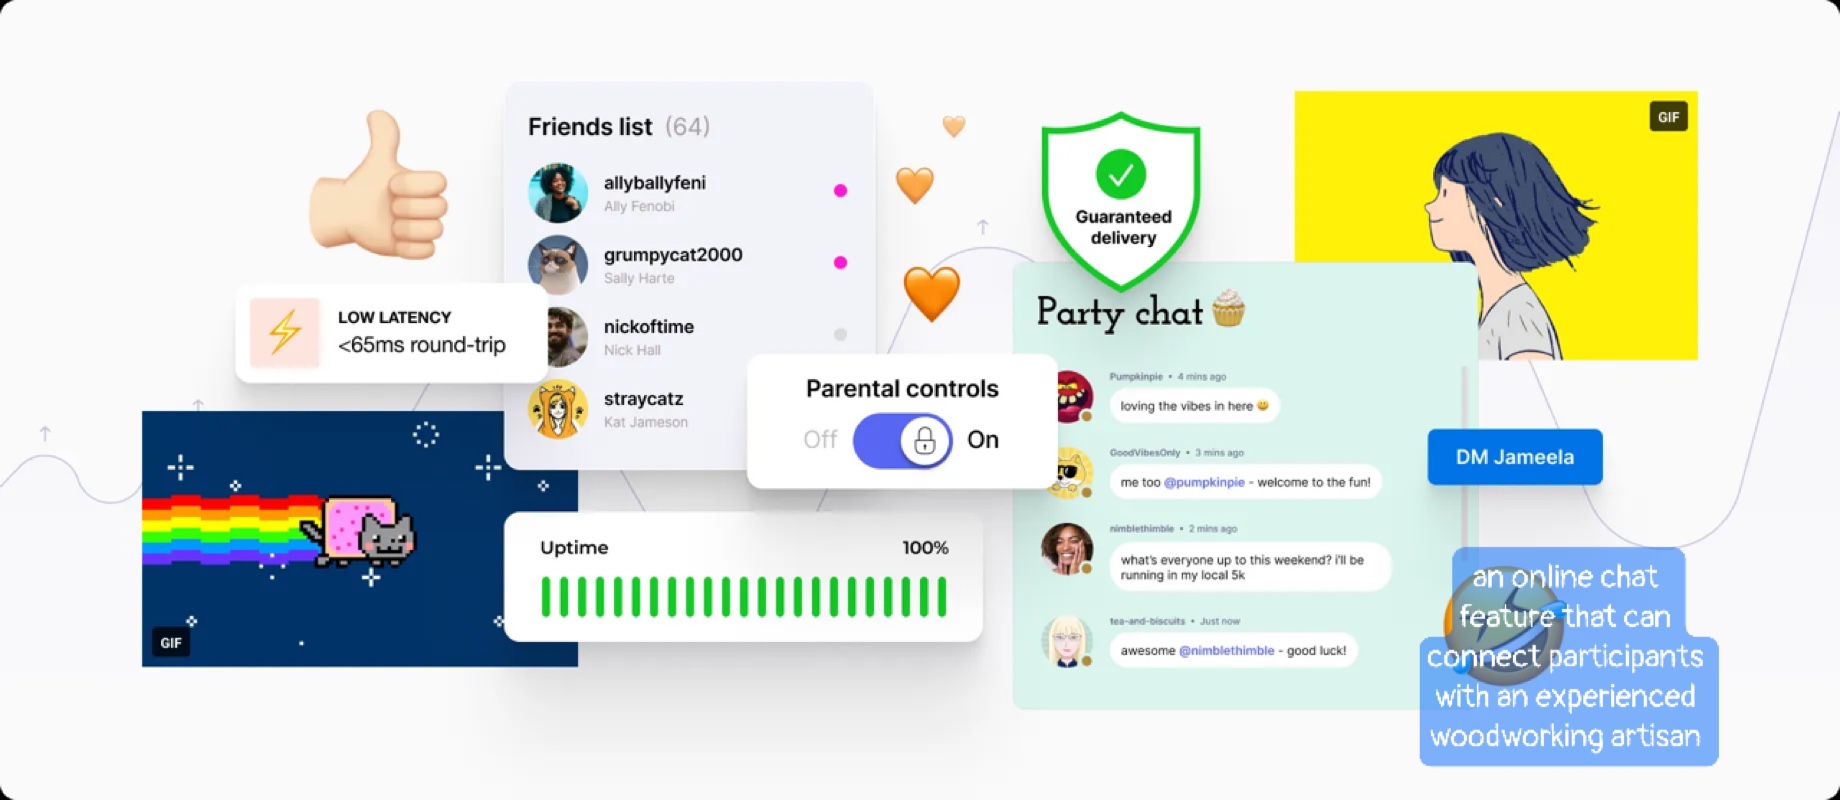 Friends list (64)
allyballyfeni
Ally Fenobi
grumpycat2000
Sally Harte
nickoftime
Nick Hall
straycatz
Kat Jameson
LOW LATENCY
<65ms round-trip
GIF
Uptime 100%
Parental controls
Off On
Guaranteed
delivery
GIF
Party chat
Pumpkinpie • 4 mins ago
loving the vibes in here 😀
GoodVibesOnly • 3 mins ago
me too @pumpkinpie - welcome to the fun!
nimblethimble • 2 mins ago
what's everyone up to this weekend? i'll be
running in my local 5k
tea-and-biscuits • Just now
awesome @nimblethimble - good luck!
DM Jameela
an online chat
feature that can
connect participants
with an experienced
woodworking artisan